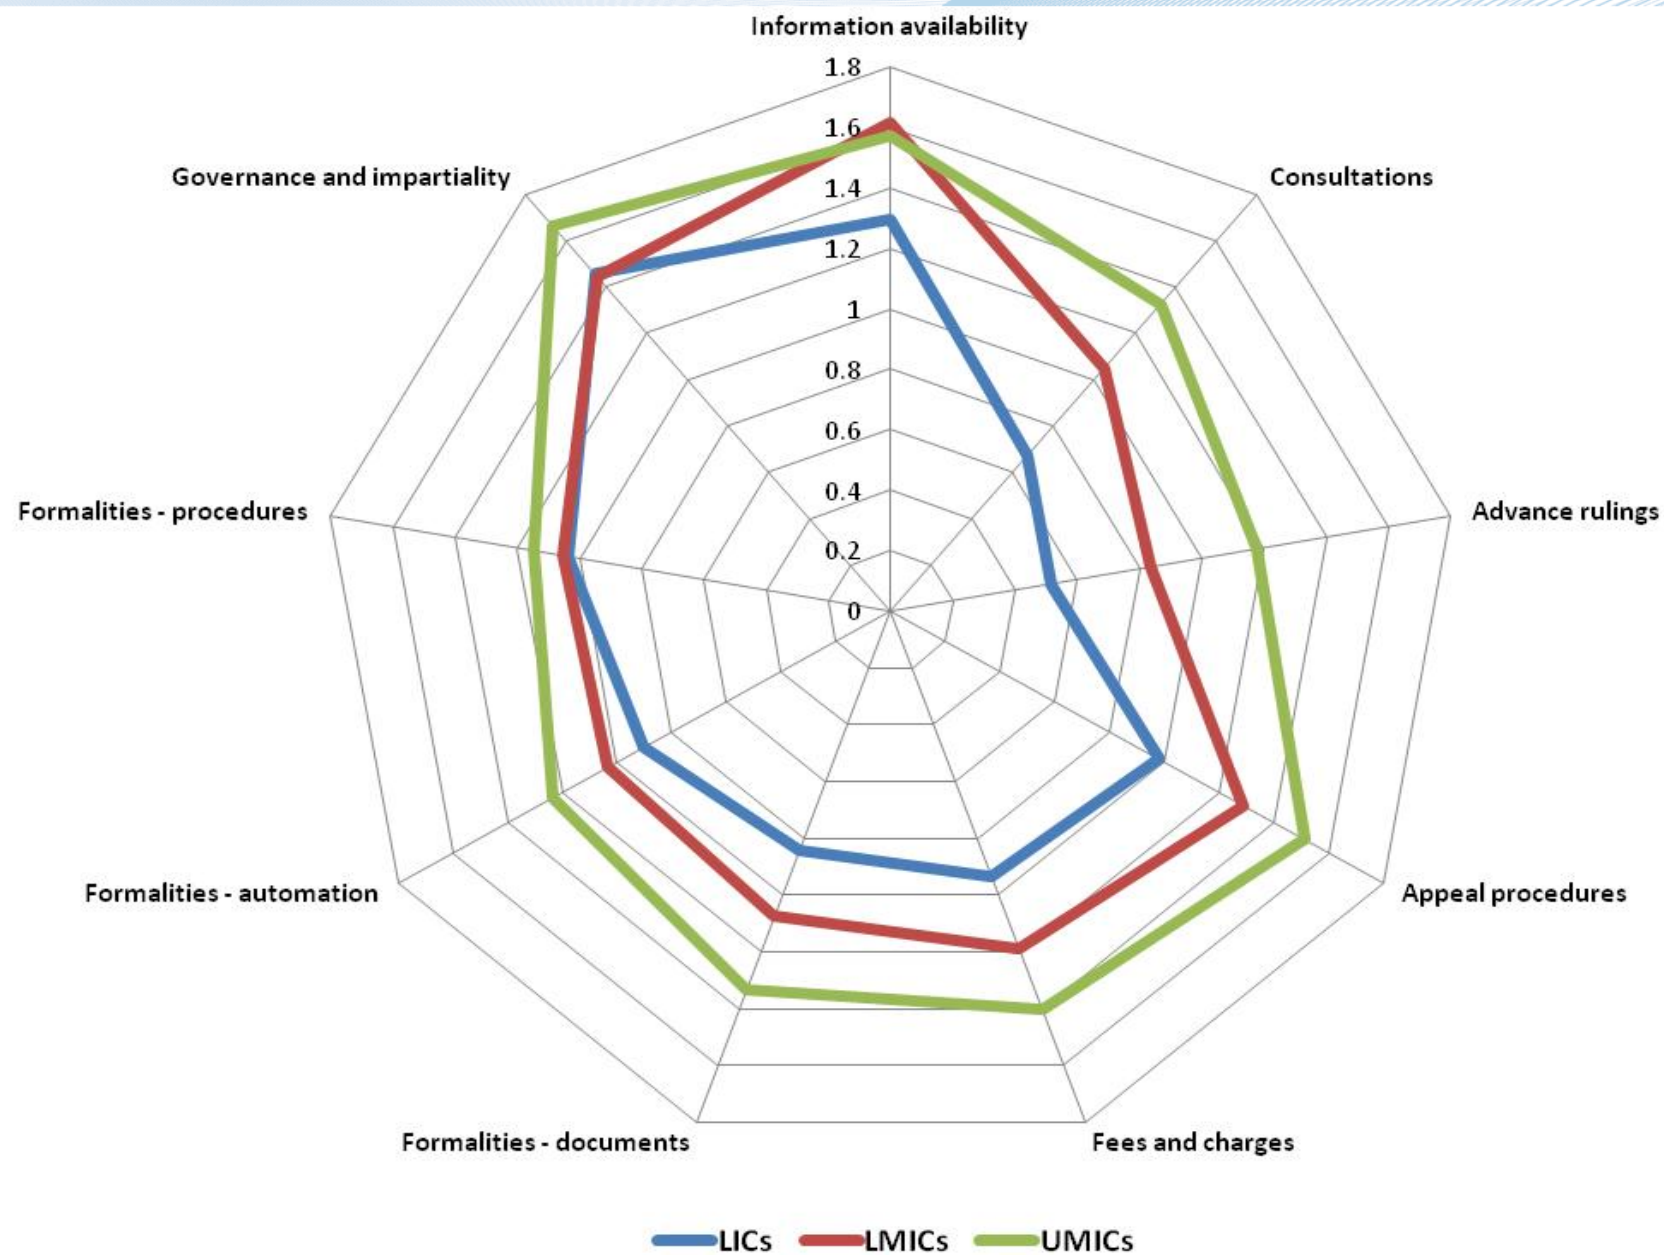 Information availability
1.8
1.6
1.4
1.2
1
0.8
0.6
0.4
0.2
0
Governance and impartiality
Consultations
Formalities - procedures
Advance rulings
Formalities - automation
Appeal procedures
Formalities - documents
Fees and charges
LICs LMICs UMICs